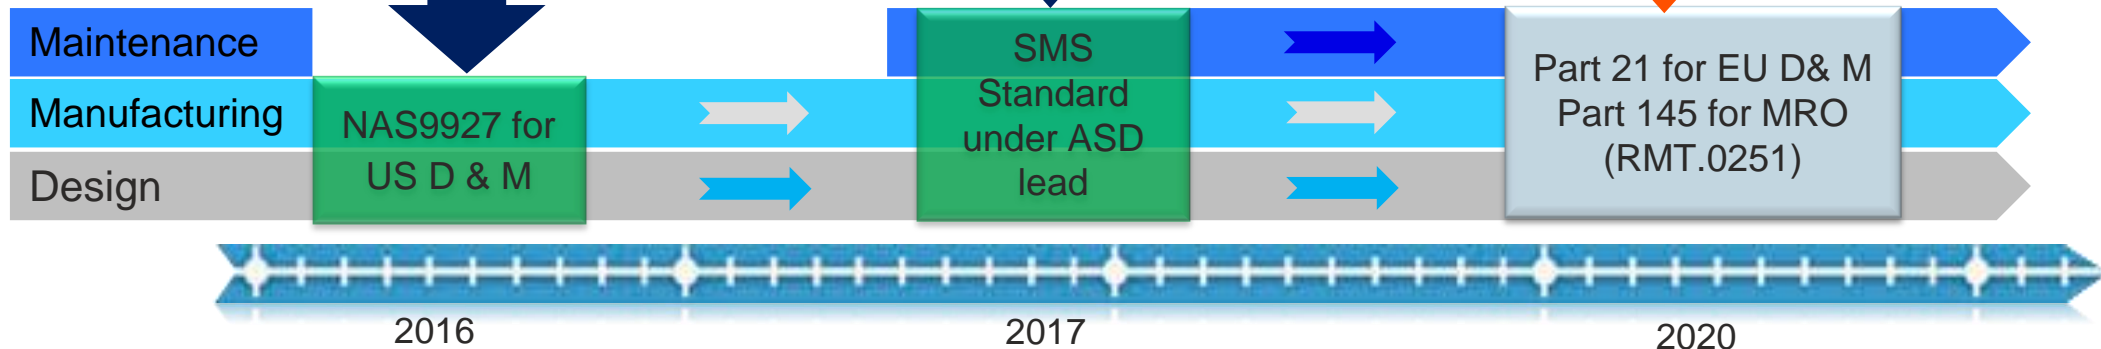 Maintenance
Manufacturing
Design
NAS9927 for
US D & M
SMS
Standard
under ASD
lead
Part 21 for EU D& M
Part 145 for MRO
(RMT.0251)
2016
2017
2020